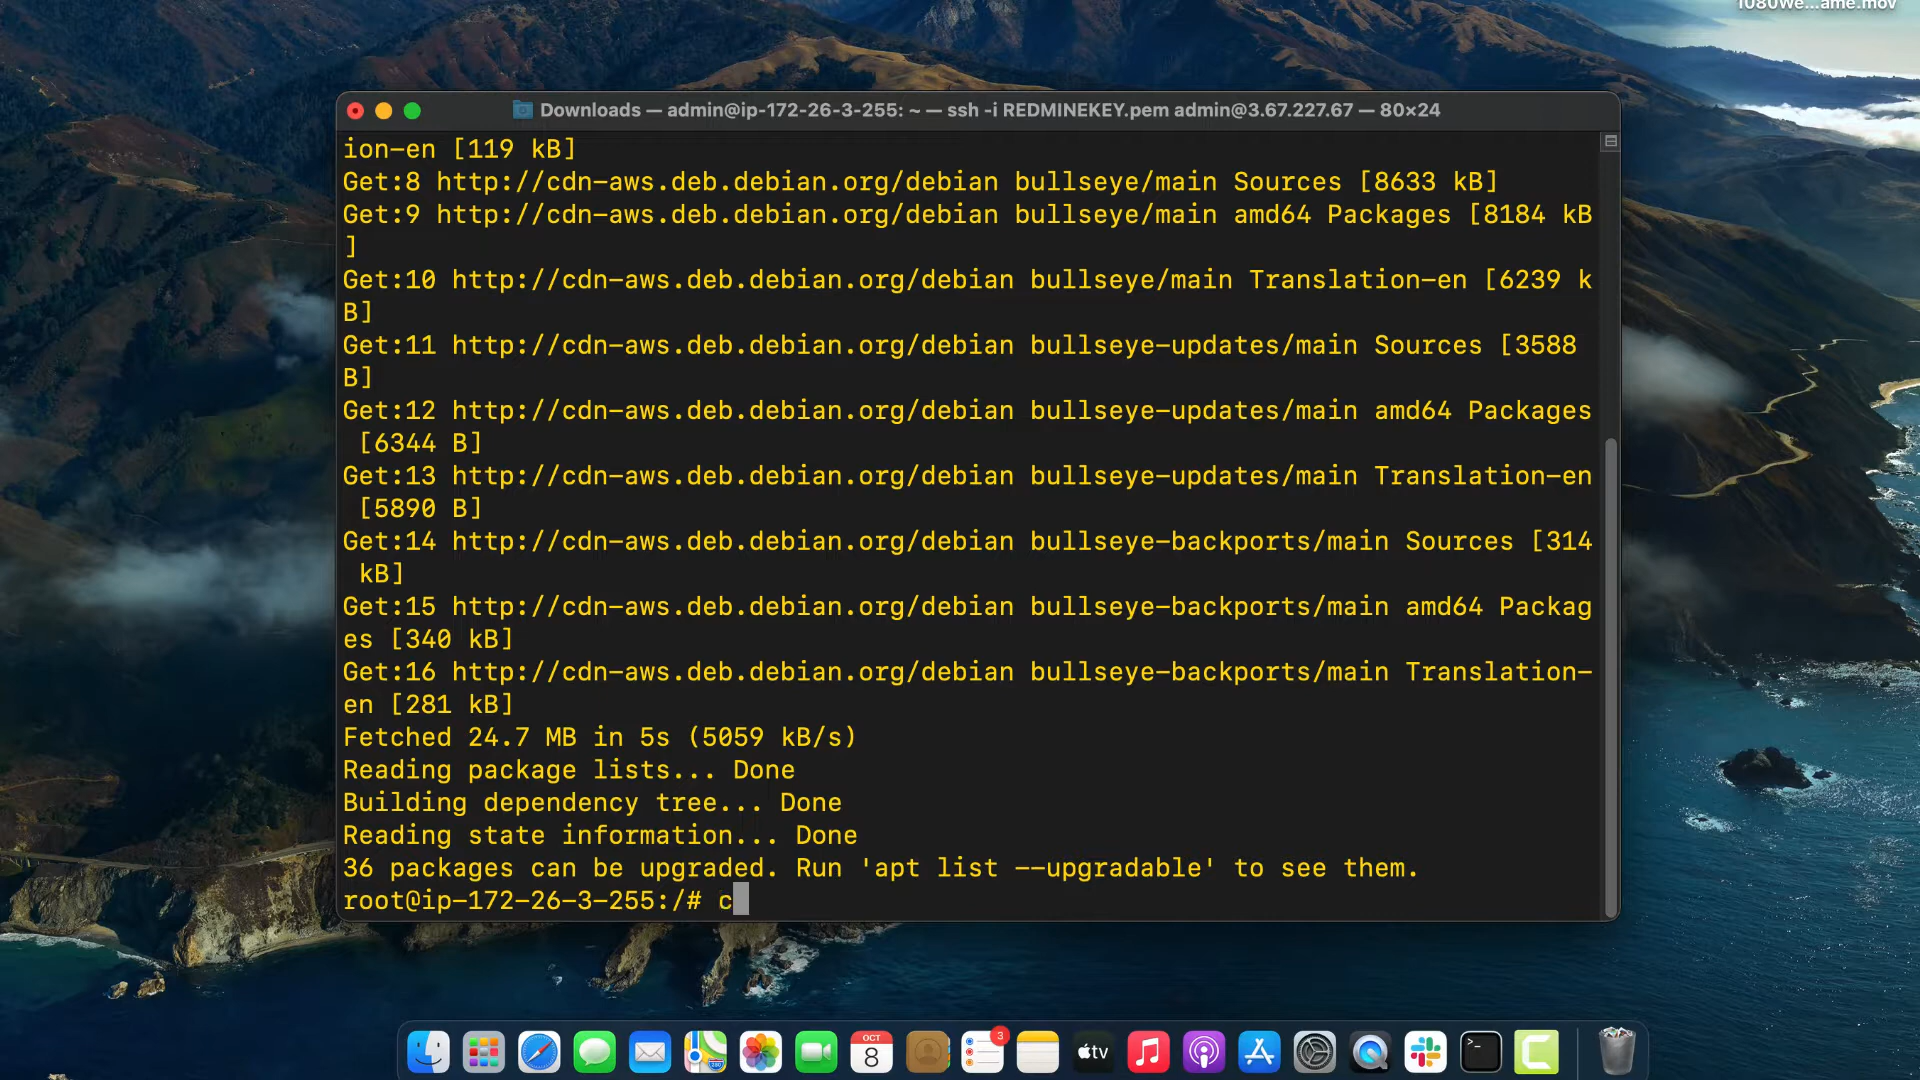 1080we...ame.mov
Downloads — admin@ip-172-26-3-255: ~ — ssh -i REDMINEKEY.pem admin@3.67.227.67 — 80×24
ion-en [119 kB]
Get:8 http://cdn-aws.deb.debian.org/debian bullseye/main Sources [8633 kB]
Get:9 http://cdn-aws.deb.debian.org/debian bullseye/main amd64 Packages [8184 kB
]
Get:10 http://cdn-aws.deb.debian.org/debian bullseye/main Translation-en [6239 k
B]
Get:11 http://cdn-aws.deb.debian.org/debian bullseye-updates/main Sources [3588
B]
Get:12 http://cdn-aws.deb.debian.org/debian bullseye-updates/main amd64 Packages
[6344 B]
Get:13 http://cdn-aws.deb.debian.org/debian bullseye-updates/main Translation-en
[5890 B]
Get:14 http://cdn-aws.deb.debian.org/debian bullseye-backports/main Sources [314
kB]
Get:15 http://cdn-aws.deb.debian.org/debian bullseye-backports/main amd64 Packag
es [340 kB]
Get:16 http://cdn-aws.deb.debian.org/debian bullseye-backports/main Translation-
en [281 kB]
Fetched 24.7 MB in 5s (5059 kB/s)
Reading package lists... Done
Building dependency tree... Done
Reading state information... Done
36 packages can be upgraded. Run 'apt list --upgradable' to see them.
root@ip-172-26-3-255:/# c
OCT
8
3
tv
>_
C